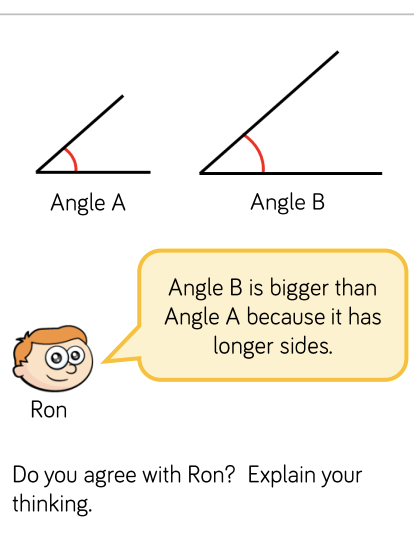 Angle A
Angle B
Angle B is bigger than
Angle A because it has
longer sides.
Ron
Do you agree with Ron?  Explain your
thinking.